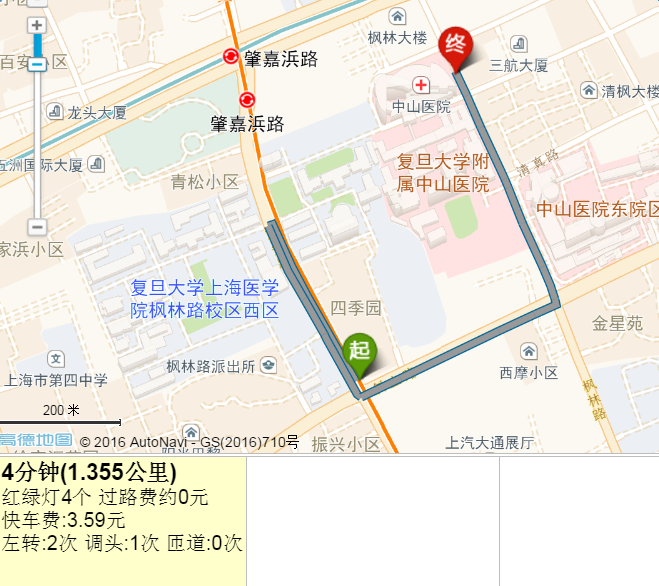 枫林大楼
终
肇嘉浜路
三航大厦
中山医院
清枫大楼
龙头大厦
肇嘉浜路
清真路
洲国际大厦
复旦大学附
属中山医院
青松小区
中山医院东院区
家浜小区
复旦大学上海医学
院枫林路校区西区
四季园
金星苑
起
枫林路派出所
上海市第四中学
西摩小区
枫林路
200 米
高德地图
© 2016 AutoNavi - GS(2016)710号
振兴小区
上汽大通展厅
4分钟(1.355公里)
红绿灯4个 过路费约0元
快车费:3.59元
左转:2次 调头:1次 匝道:0次